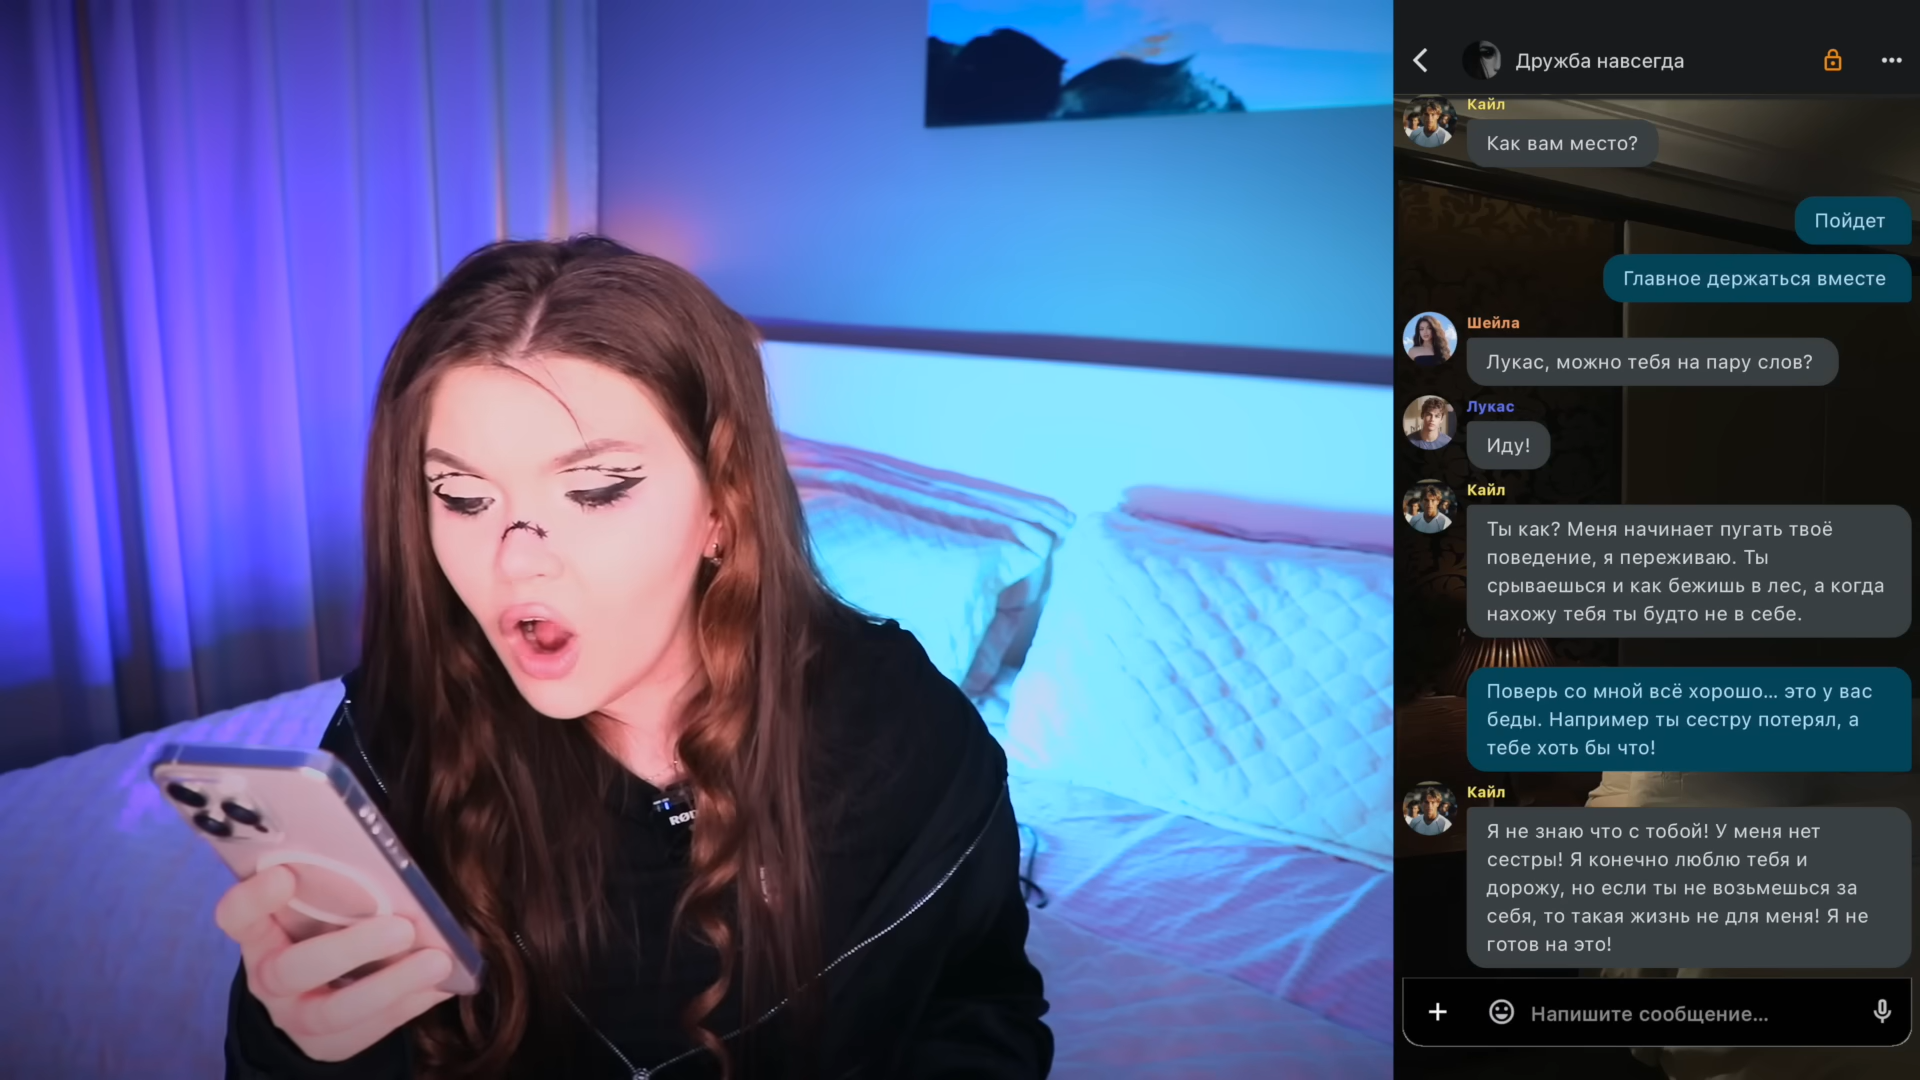 Дружба навсегда
Кайл
Как вам место?
Пойдет
Главное держаться вместе
Шейла
Лукас, можно тебя на пару слов?
Лукас
Иду!
Кайл
Ты как? Меня начинает пугать твоё
поведение, я переживаю. Ты
срываешься и как бежишь в лес, а когда
нахожу тебя ты будто не в себе.
Поверь со мной всё хорошо... это у вас
беды. Например ты сестру потерял, а
тебе хоть бы что!
Кайл
Я не знаю что с тобой! У меня нет
сестры! Я конечно люблю тебя и
дорожу, но если ты не возьмешься за
себя, то такая жизнь не для меня! Я не
готов на это!
Напишите сообщение...